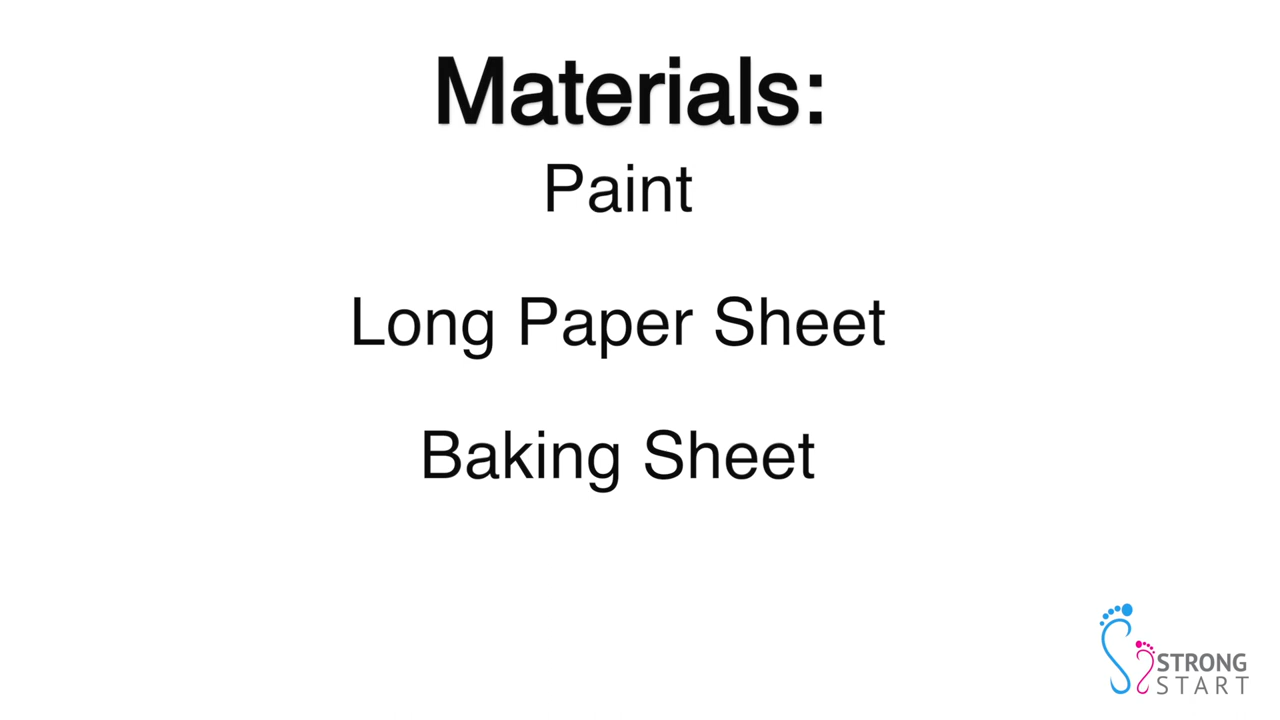 Materials:
Paint
Long Paper Sheet
Baking Sheet
STRONG
START